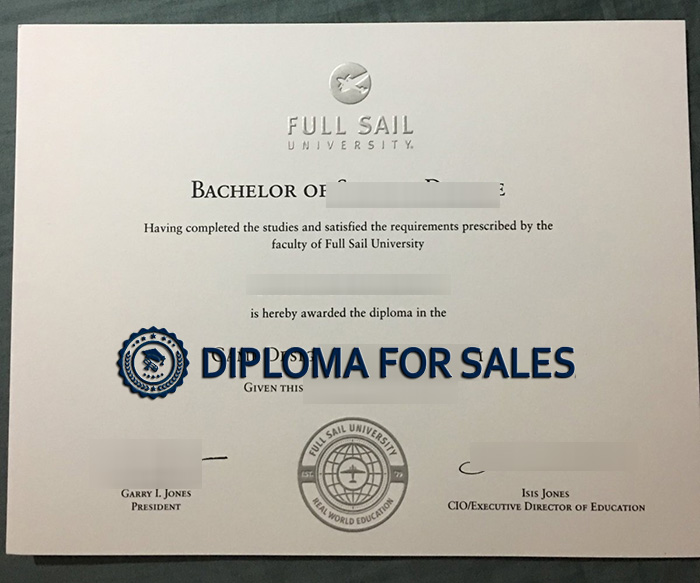 FULL SAIL
UNIVERSITY.
BACHELOR OF
Having completed the studies and satisfied the requirements prescribed by the
faculty of Full Sail University
is hereby awarded the diploma in the
DIPLOMA FOR SALES
GIVEN THIS
FULL SAIL UNIVERSITY
EST. 79
REAL WORLD EDUCATION
GARRY I. JONES
PRESIDENT
ISIS JONES
CIO/EXECUTIVE DIRECTOR OF EDUCATION